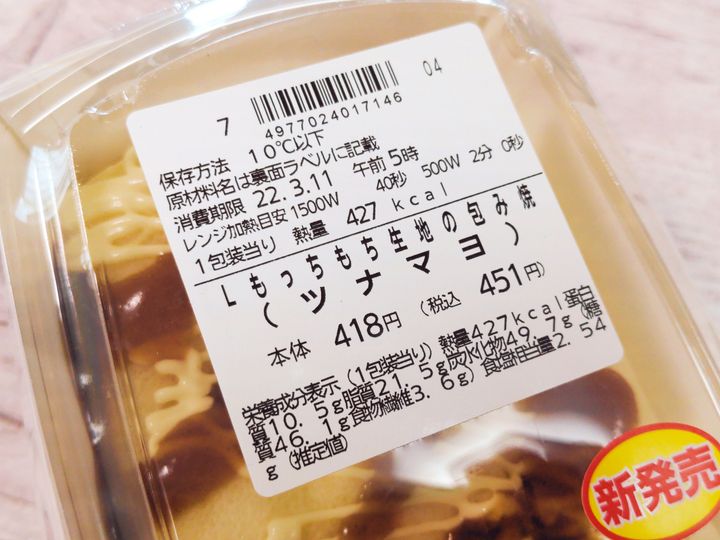 7 4977024017146 04
保存方法 10℃以下
原材料名は裏面ラベルに記載
消費期限 22.3.11 午前5時
レンジ加熱目安 1500W 40秒 500W 2分 0秒
1包装当り 熱量 427 kcal
Lもっちもち生地の包み焼
(ツナマヨ)
本体 418円 (税込 451円)
栄養成分表示(1包装当り)熱量427kcal蛋白
質10.5g脂質21.5g炭水化物49.7g(糖
質46.1g食物繊維3.6g)食塩相当量2.54
g(推定値)
新発売